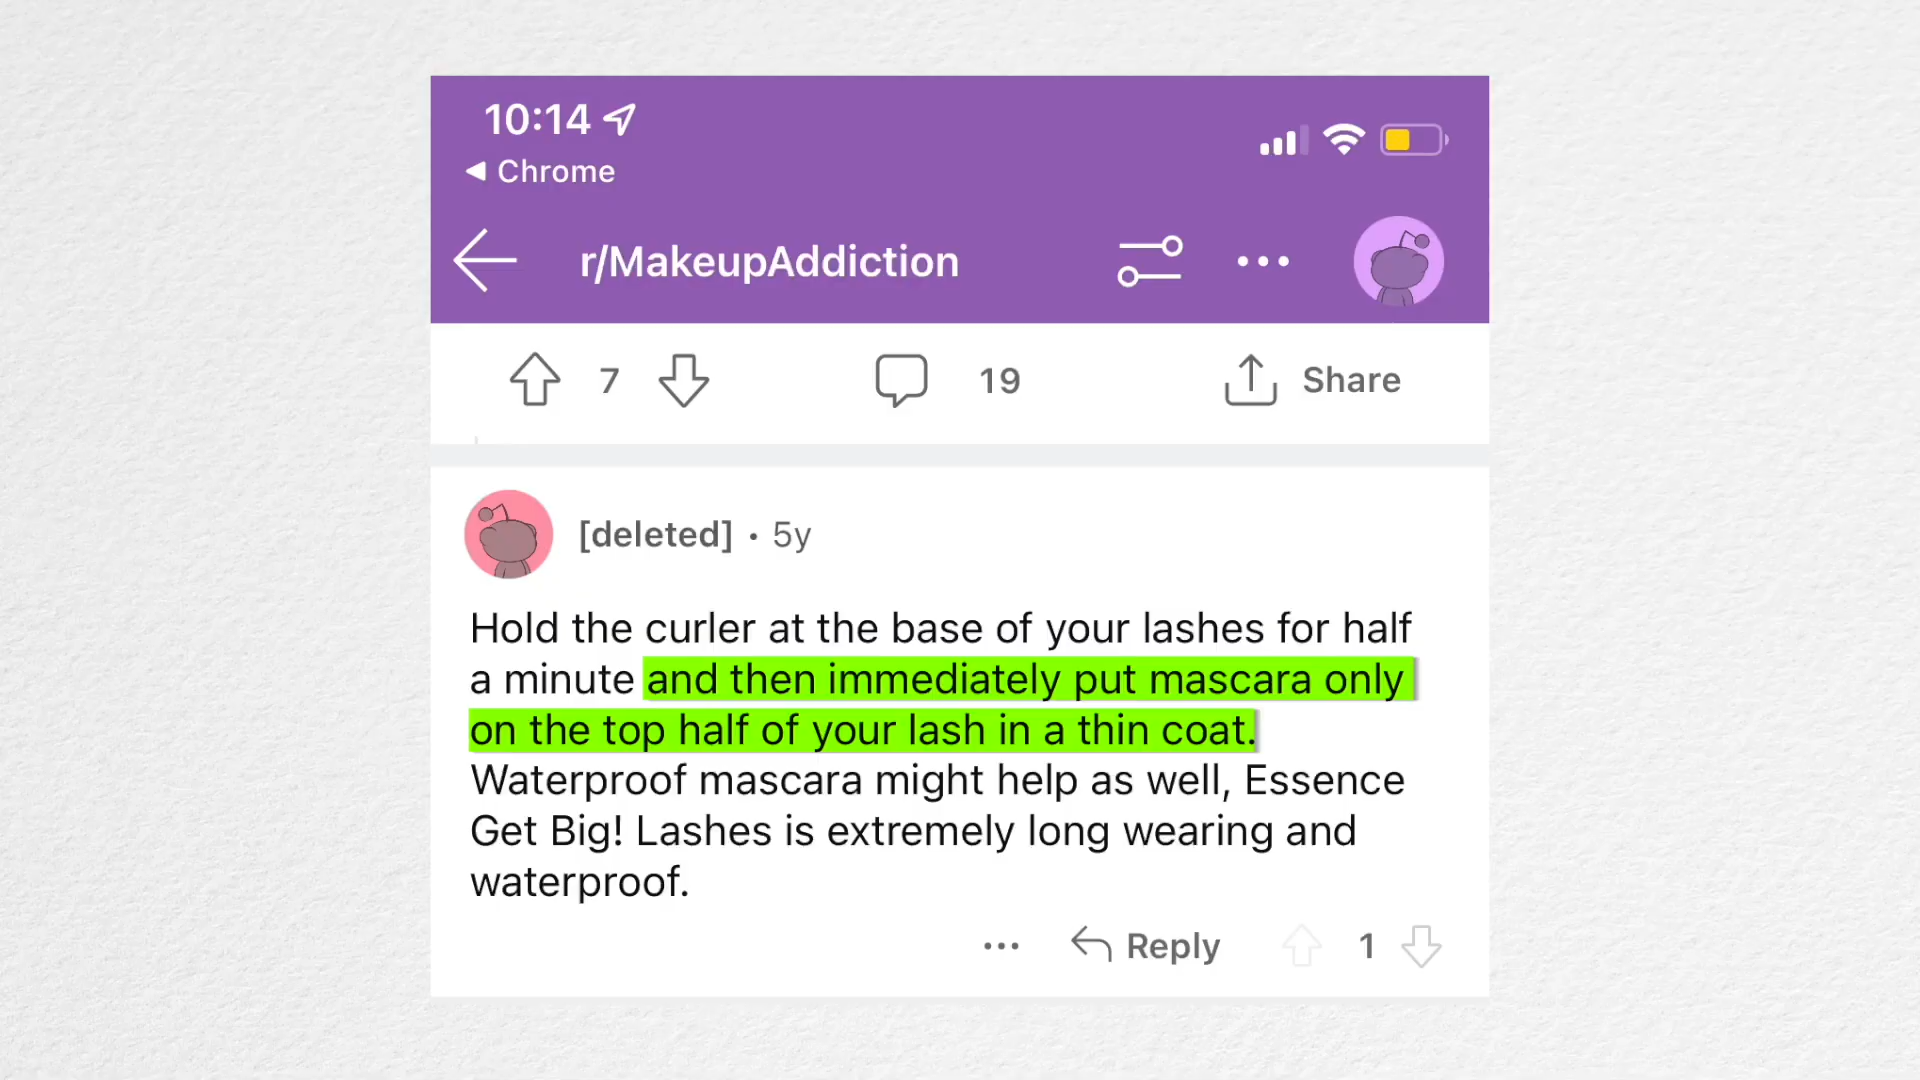 10:14
Chrome
r/MakeupAddiction
7
19
Share
[deleted] • 5y
Hold the curler at the base of your lashes for half
a minute and then immediately put mascara only
on the top half of your lash in a thin coat.
Waterproof mascara might help as well, Essence
Get Big! Lashes is extremely long wearing and
waterproof.
Reply
1